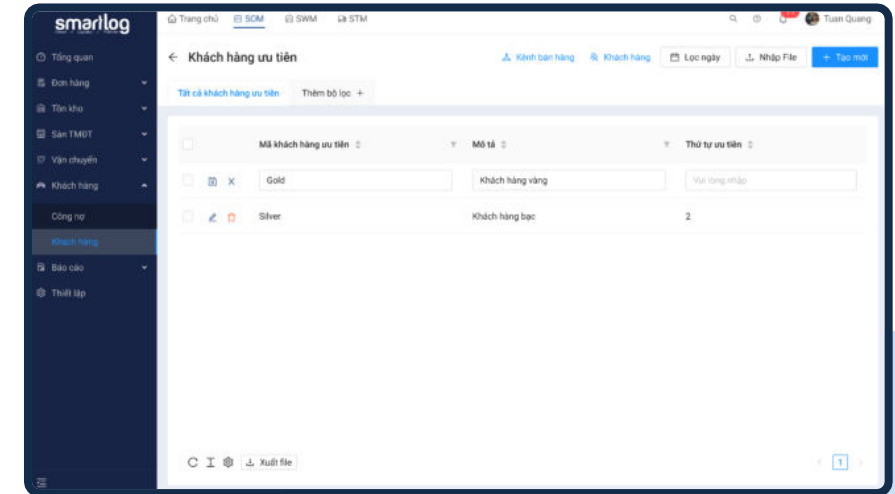 smartlog
Trang chủ SOM SWM STM Tuan Quang
Tổng quan
Đơn hàng
Tồn kho
Sàn TMĐT
Vận chuyển
Khách hàng
Công nợ
Khách hàng
Báo cáo
Thiết lập
Khách hàng ưu tiên Kênh bán hàng Khách hàng Lọc ngày Nhập File + Tạo mới
Tất cả khách hàng ưu tiên Thêm bộ lọc +
Mã khách hàng ưu tiên Mô tả Thứ tự ưu tiên
Gold Khách hàng vàng Vui lòng nhập
Silver Khách hàng bạc 2
Xuất file 1